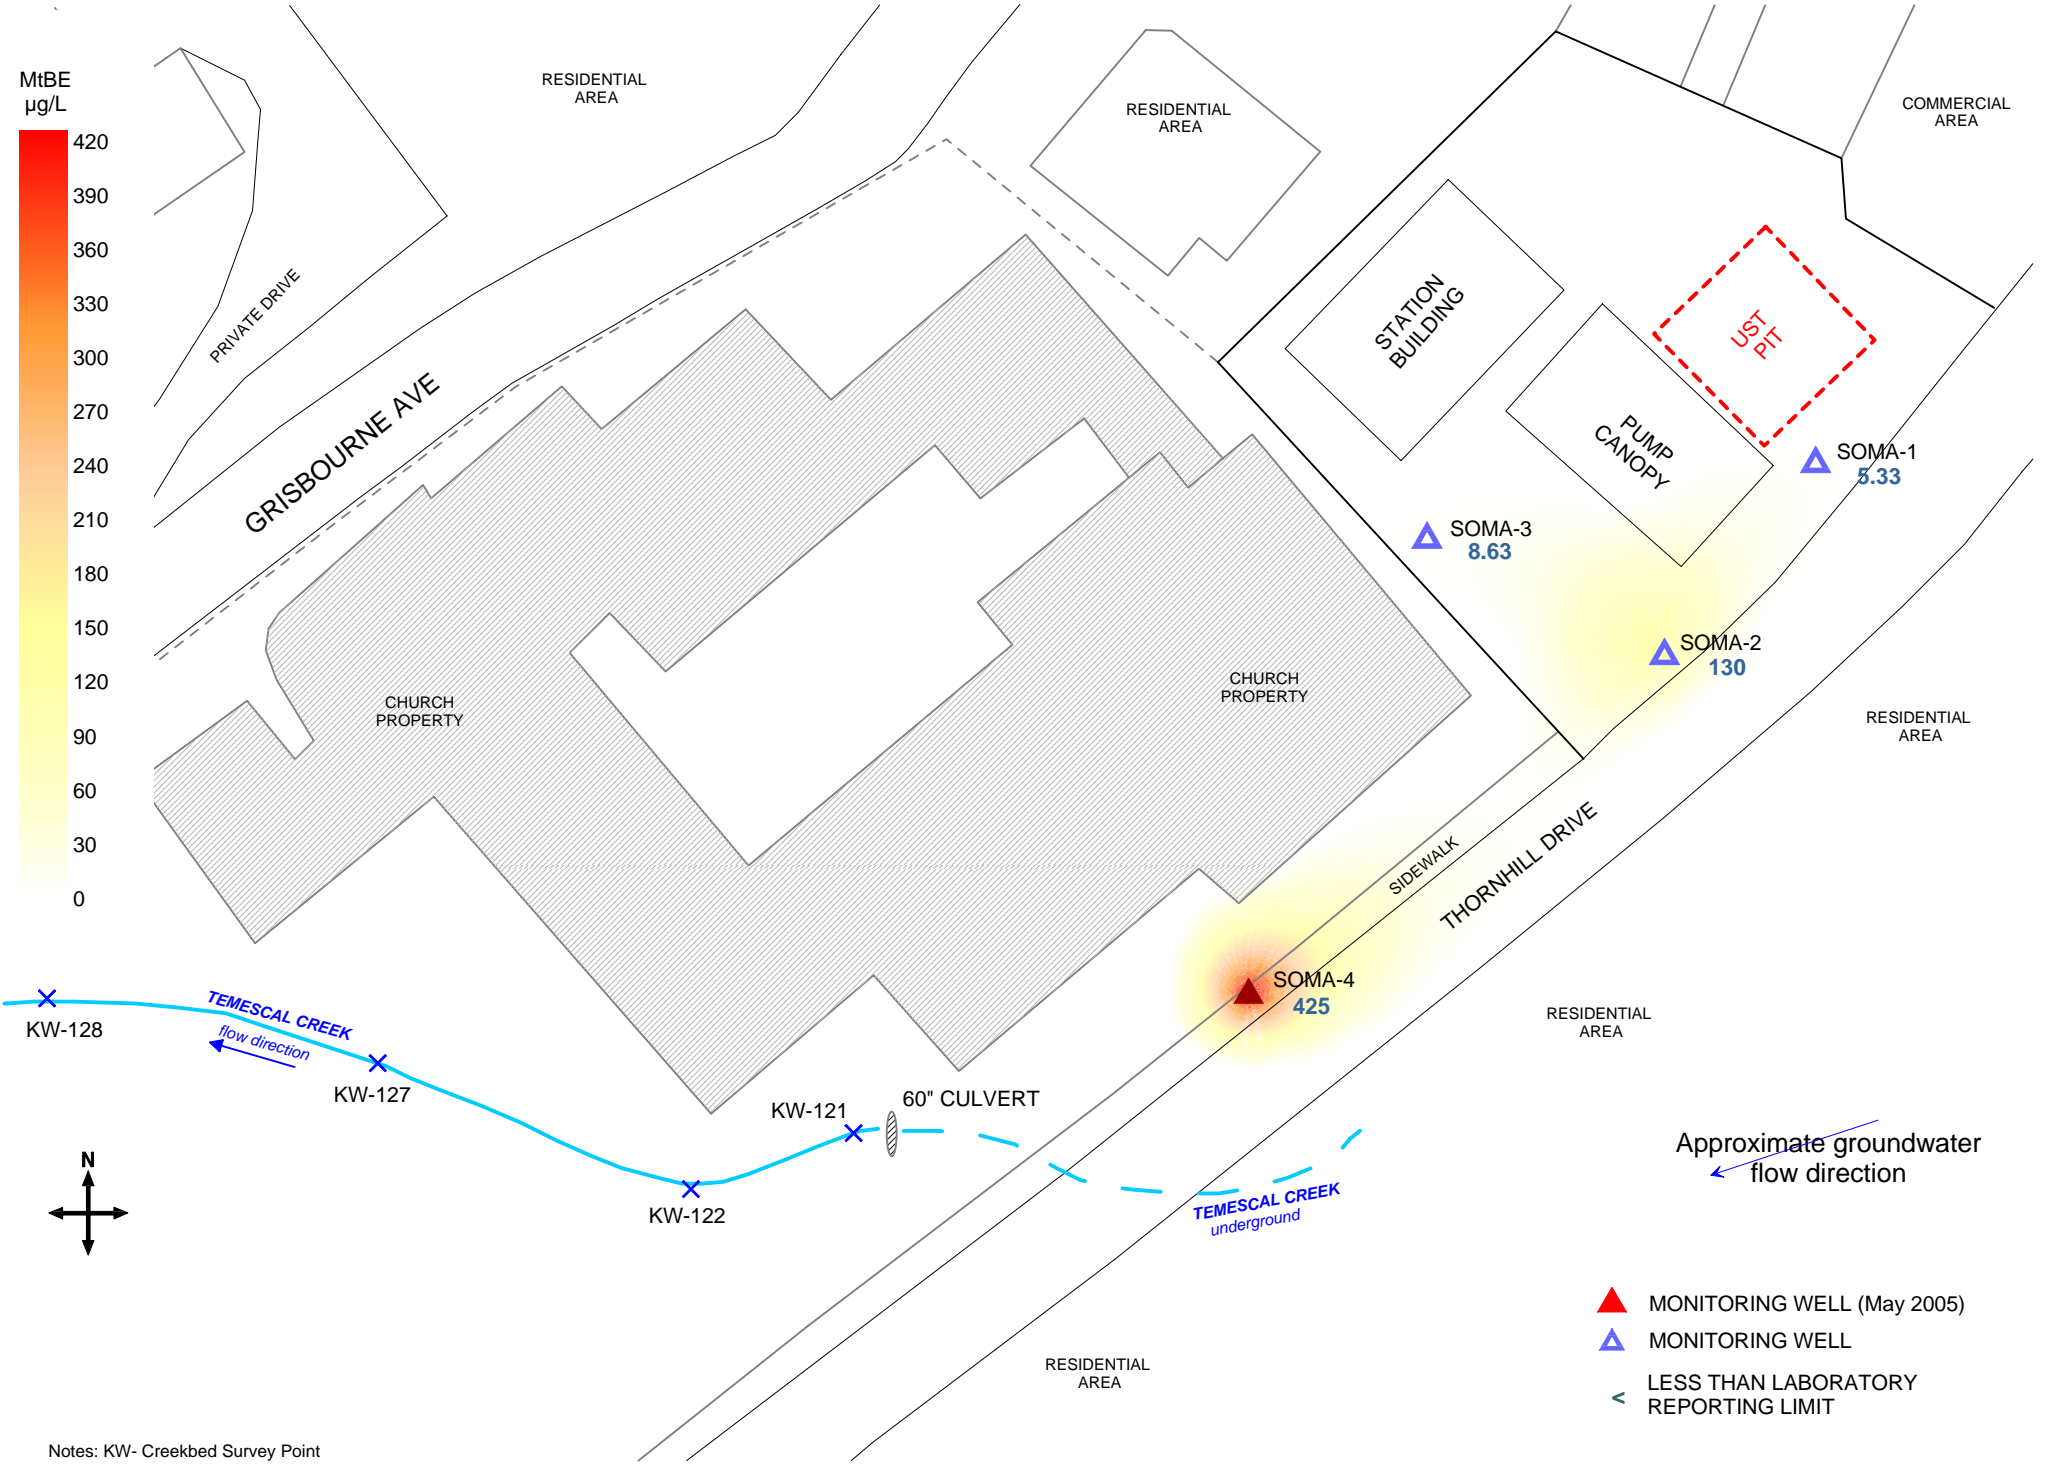 MtBE
µg/L
420
390
360
330
300
270
240
210
180
150
120
90
60
30
0
RESIDENTIAL
AREA
RESIDENTIAL
AREA
COMMERCIAL
AREA
PRIVATE DRIVE
GRISBOURNE AVE
STATION
BUILDING
UST
PIT
PUMP
CANOPY
SOMA-1
5.33
SOMA-3
8.63
SOMA-2
130
CHURCH
PROPERTY
CHURCH
PROPERTY
RESIDENTIAL
AREA
SIDEWALK
THORNHILL DRIVE
SOMA-4
425
RESIDENTIAL
AREA
TEMESCAL CREEK
flow direction
KW-128
KW-127
KW-121
60" CULVERT
KW-122
TEMESCAL CREEK
underground
Approximate groundwater
flow direction
N
RESIDENTIAL
AREA
MONITORING WELL (May 2005)
MONITORING WELL
< LESS THAN LABORATORY
REPORTING LIMIT
Notes: KW- Creekbed Survey Point